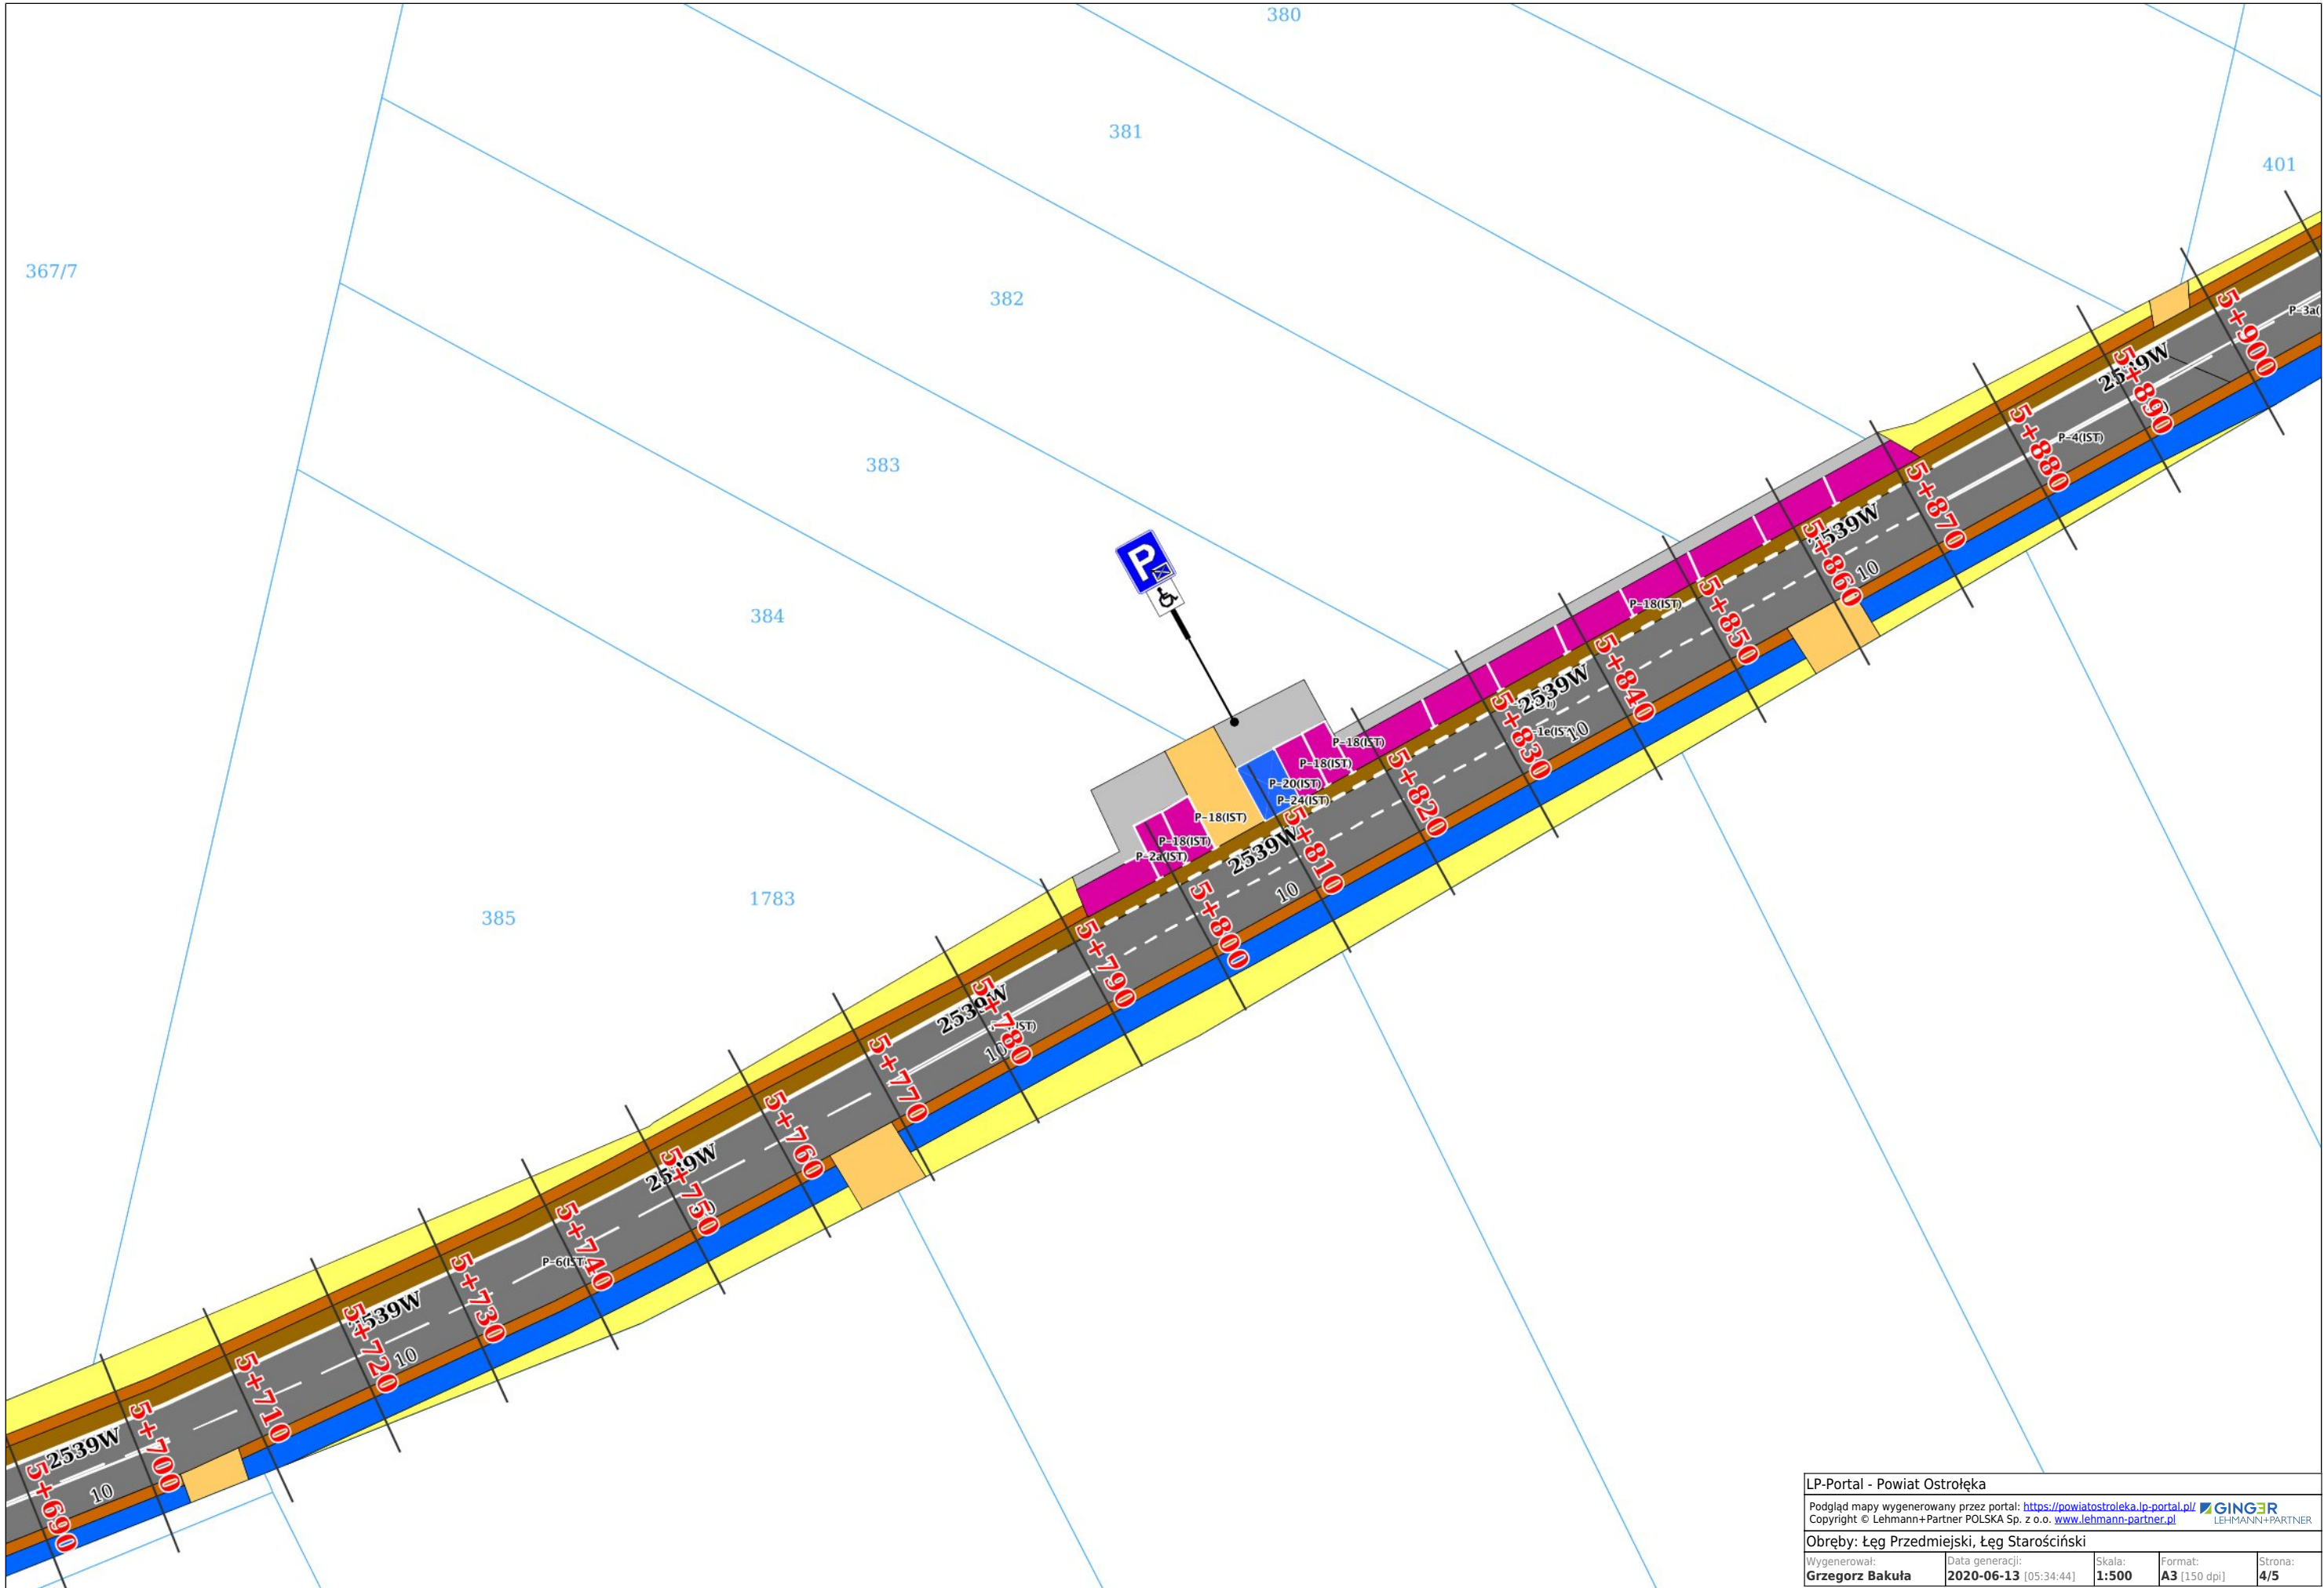 380
381
401
367/7
382
383
384
385
1783
P
5+690
5+700
5+710
5+720
5+730
5+740
5+750
5+760
5+770
5+780
5+790
5+800
5+810
5+820
5+830
5+840
5+850
5+860
5+870
5+880
5+890
5+900
2539W
2539W
2539W
2539W
2539W
2539W
2539W
2539W
10
10
10
10
10
10
P-6(IST)
P-2a(IST)
P-18(IST)
P-18(IST)
P-24(IST)
P-20(IST)
P-18(IST)
P-18(IST)
P-18(IST)
P-4(IST)
P-3a(
LP-Portal - Powiat Ostrołęka
Podgląd mapy wygenerowany przez portal: https://powiatostroleka.lp-portal.pl/
Copyright © Lehmann+Partner POLSKA Sp. z o.o. www.lehmann-partner.pl
GINGER
LEHMANN+PARTNER
Obręby: Łęg Przedmiejski, Łęg Starościński
Wygenerował: Data generacji: Skala: Format: Strona:
Grzegorz Bakuła 2020-06-13 [05:34:44] 1:500 A3 [150 dpi] 4/5